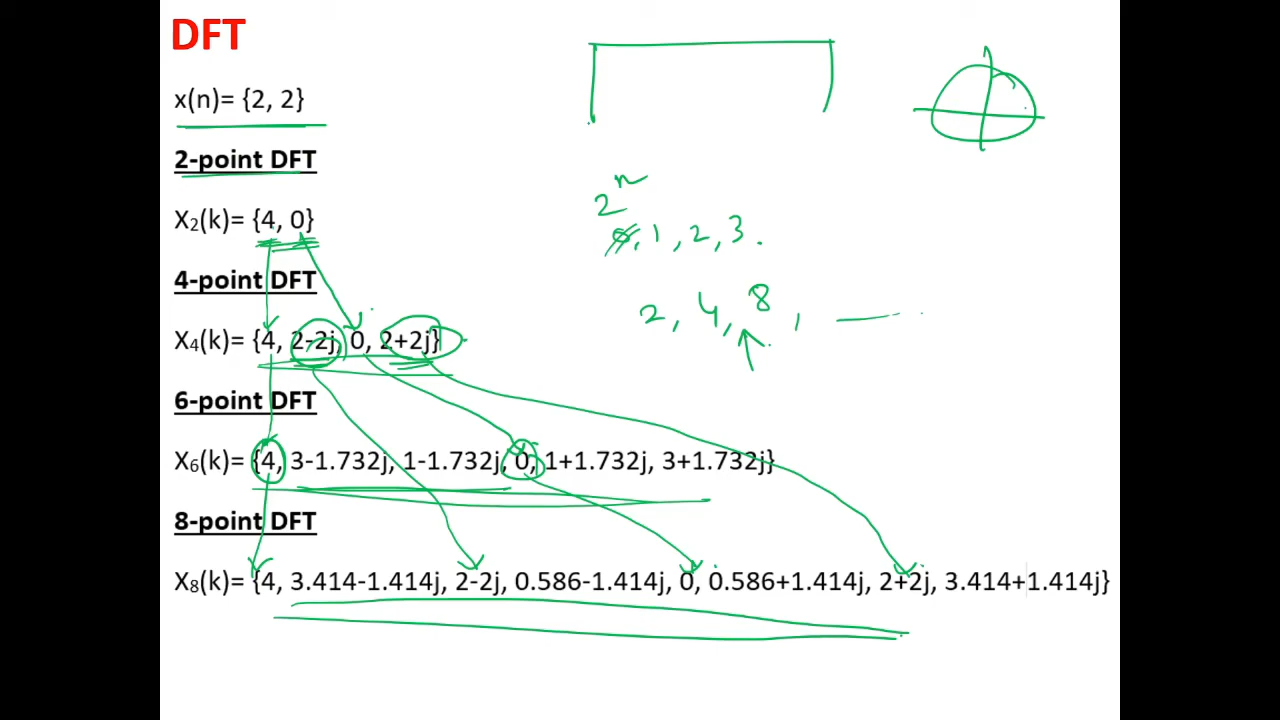 DFT
x(n)= {2, 2}
2-point DFT
X₂(k)= {4, 0}
2ⁿ
0, 1, 2, 3.
4-point DFT
2, 4, 8, —
X₄(k)= {4, 2-2j, 0, 2+2j}
6-point DFT
X₆(k)= {4, 3-1.732j, 1-1.732j, 0, 1+1.732j, 3+1.732j}
8-point DFT
X₈(k)= {4, 3.414-1.414j, 2-2j, 0.586-1.414j, 0, 0.586+1.414j, 2+2j, 3.414+1.414j}